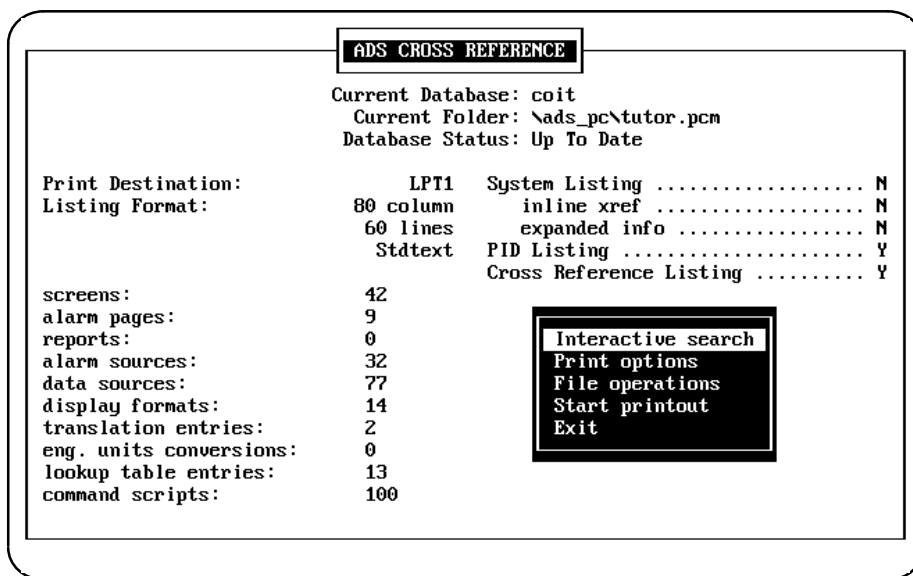 ADS CROSS REFERENCE
Current Database: coit
Current Folder: \ads_pc\tutor.pcm
Database Status: Up To Date
Print Destination: LPT1
Listing Format: 80 column
60 lines
Stdtext
System Listing ................... N
inline xref ................... N
expanded info ................. N
PID Listing ...................... Y
Cross Reference Listing .......... Y
screens: 42
alarm pages: 9
reports: 0
alarm sources: 32
data sources: 77
display formats: 14
translation entries: 2
eng. units conversions: 0
lookup table entries: 13
command scripts: 100
Interactive search
Print options
File operations
Start printout
Exit